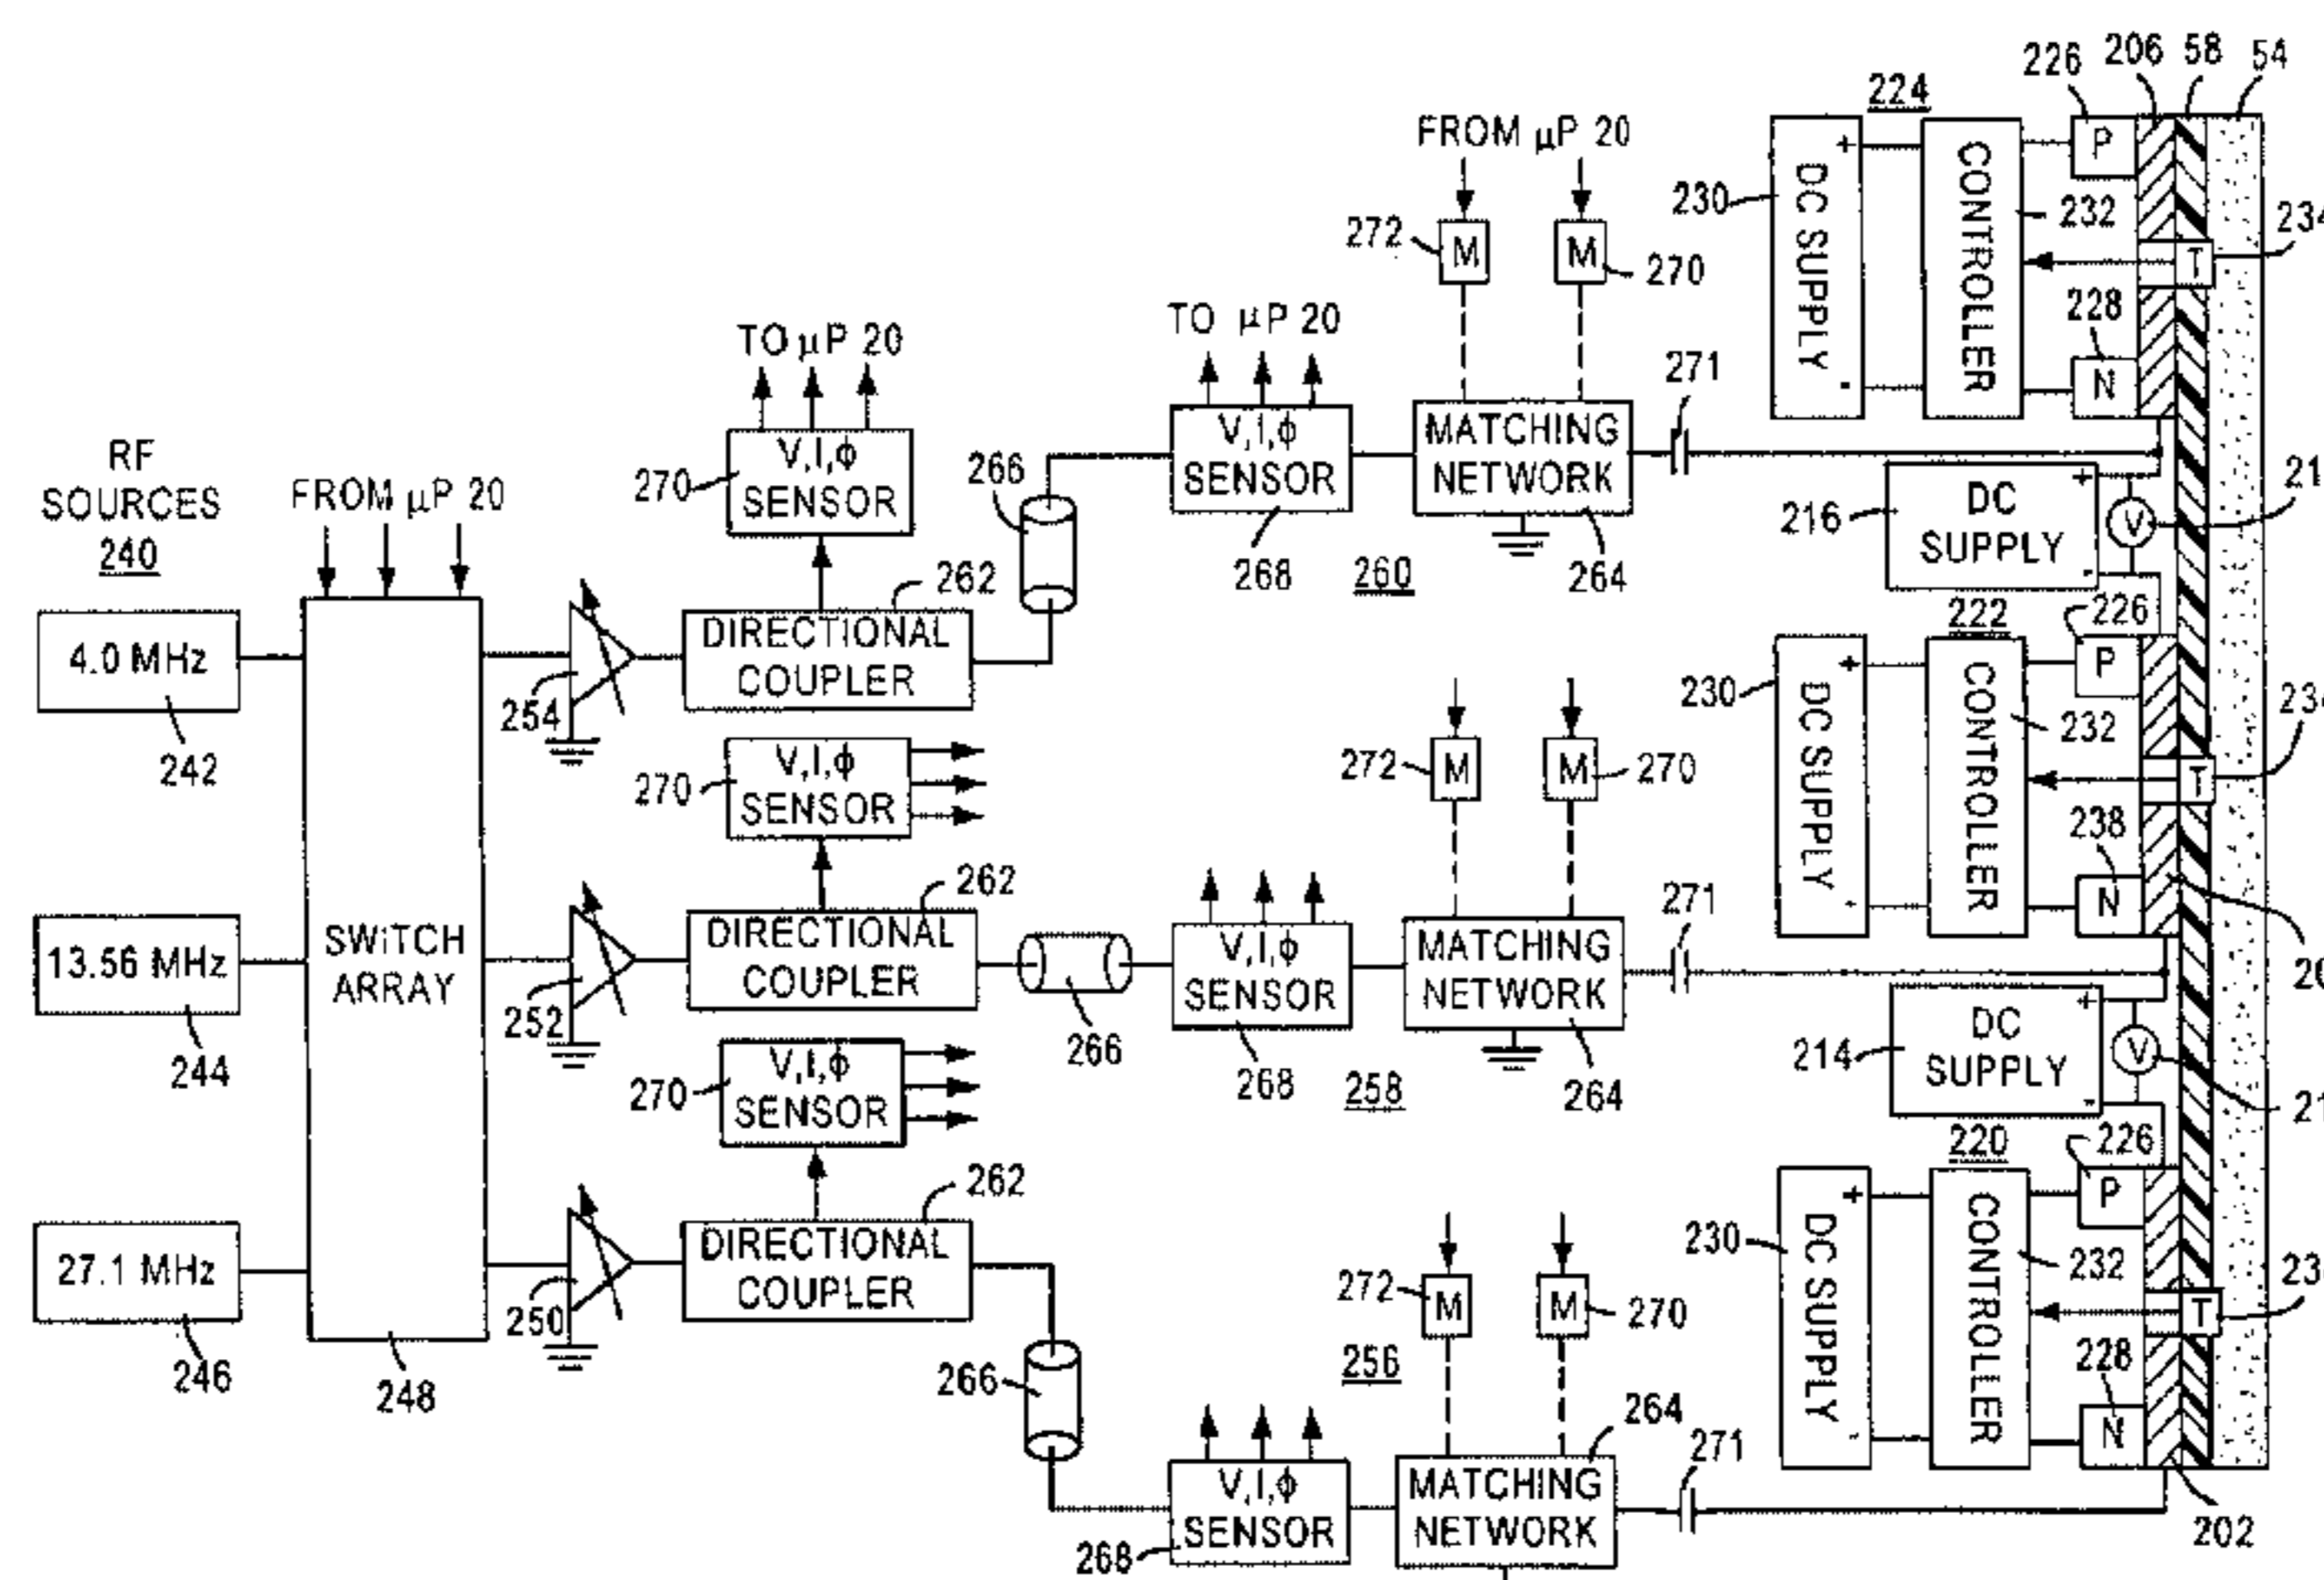 206 58 54
226
224
FROM μP 20
P
+
230
DC SUPPLY
CONTROLLER
232
272
M
M
270
T
228
N
-
TO μP 20
TO μP 20
271
RF
SOURCES
240
FROM μP 20
270
V,I,ϕ
SENSOR
266
V,I,ϕ
SENSOR
268
MATCHING
NETWORK
264
260
216
DC
SUPPLY
+
-
V
262
4.0 MHz
242
254
DIRECTIONAL
COUPLER
226
222
P
+
230
DC SUPPLY
CONTROLLER
232
270
V,I,ϕ
SENSOR
272
M
M
270
T
238
N
-
262
271
13.56 MHz
244
SWiTCH
ARRAY
252
DIRECTIONAL
COUPLER
266
V,I,ϕ
SENSOR
268
MATCHING
NETWORK
264
258
214
DC
SUPPLY
+
-
V
270
V,I,ϕ
SENSOR
220
226
P
+
230
DC SUPPLY
CONTROLLER
232
262
27.1 MHz
246
248
250
DIRECTIONAL
COUPLER
272
M
M
270
T
228
N
-
256
266
264
271
V,I,ϕ
SENSOR
268
MATCHING
NETWORK
202